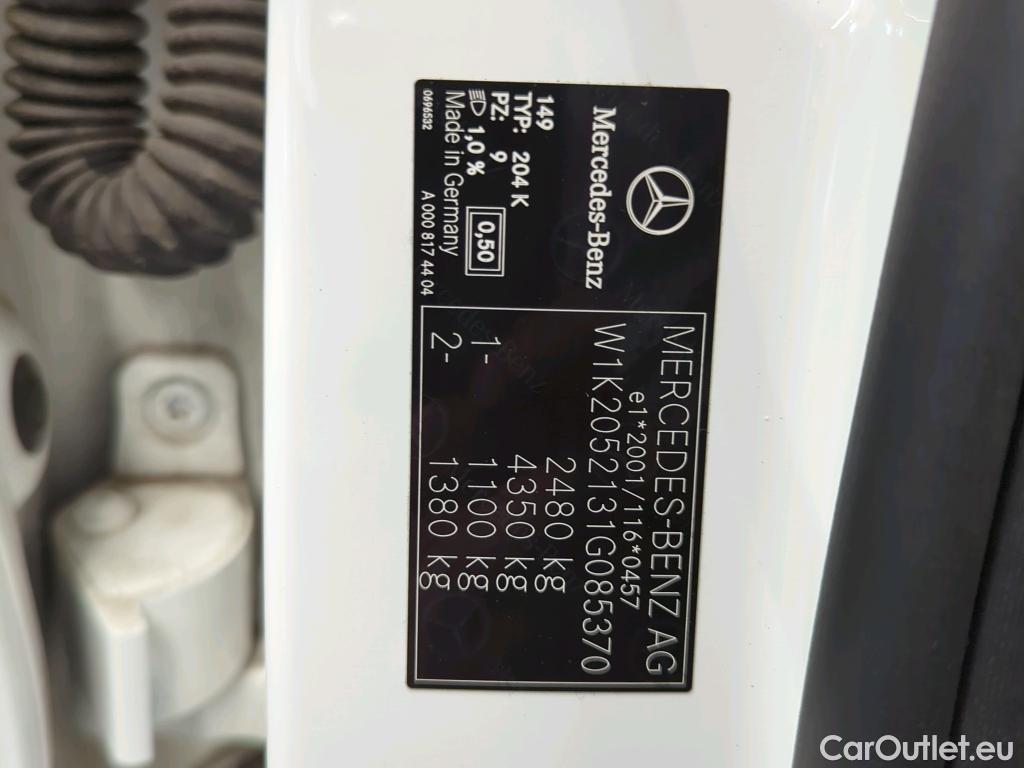 Mercedes-Benz
149
TYP: 204 K
PZ: 9
1,0 %
0,50
Made in Germany
0696532 A 000 817 44 04
MERCEDES-BENZ AG
e1*2001/116*0457
W1K2052131G085370
2480 kg
4350 kg
1- 1100 kg
2- 1380 kg
CarOutlet.eu